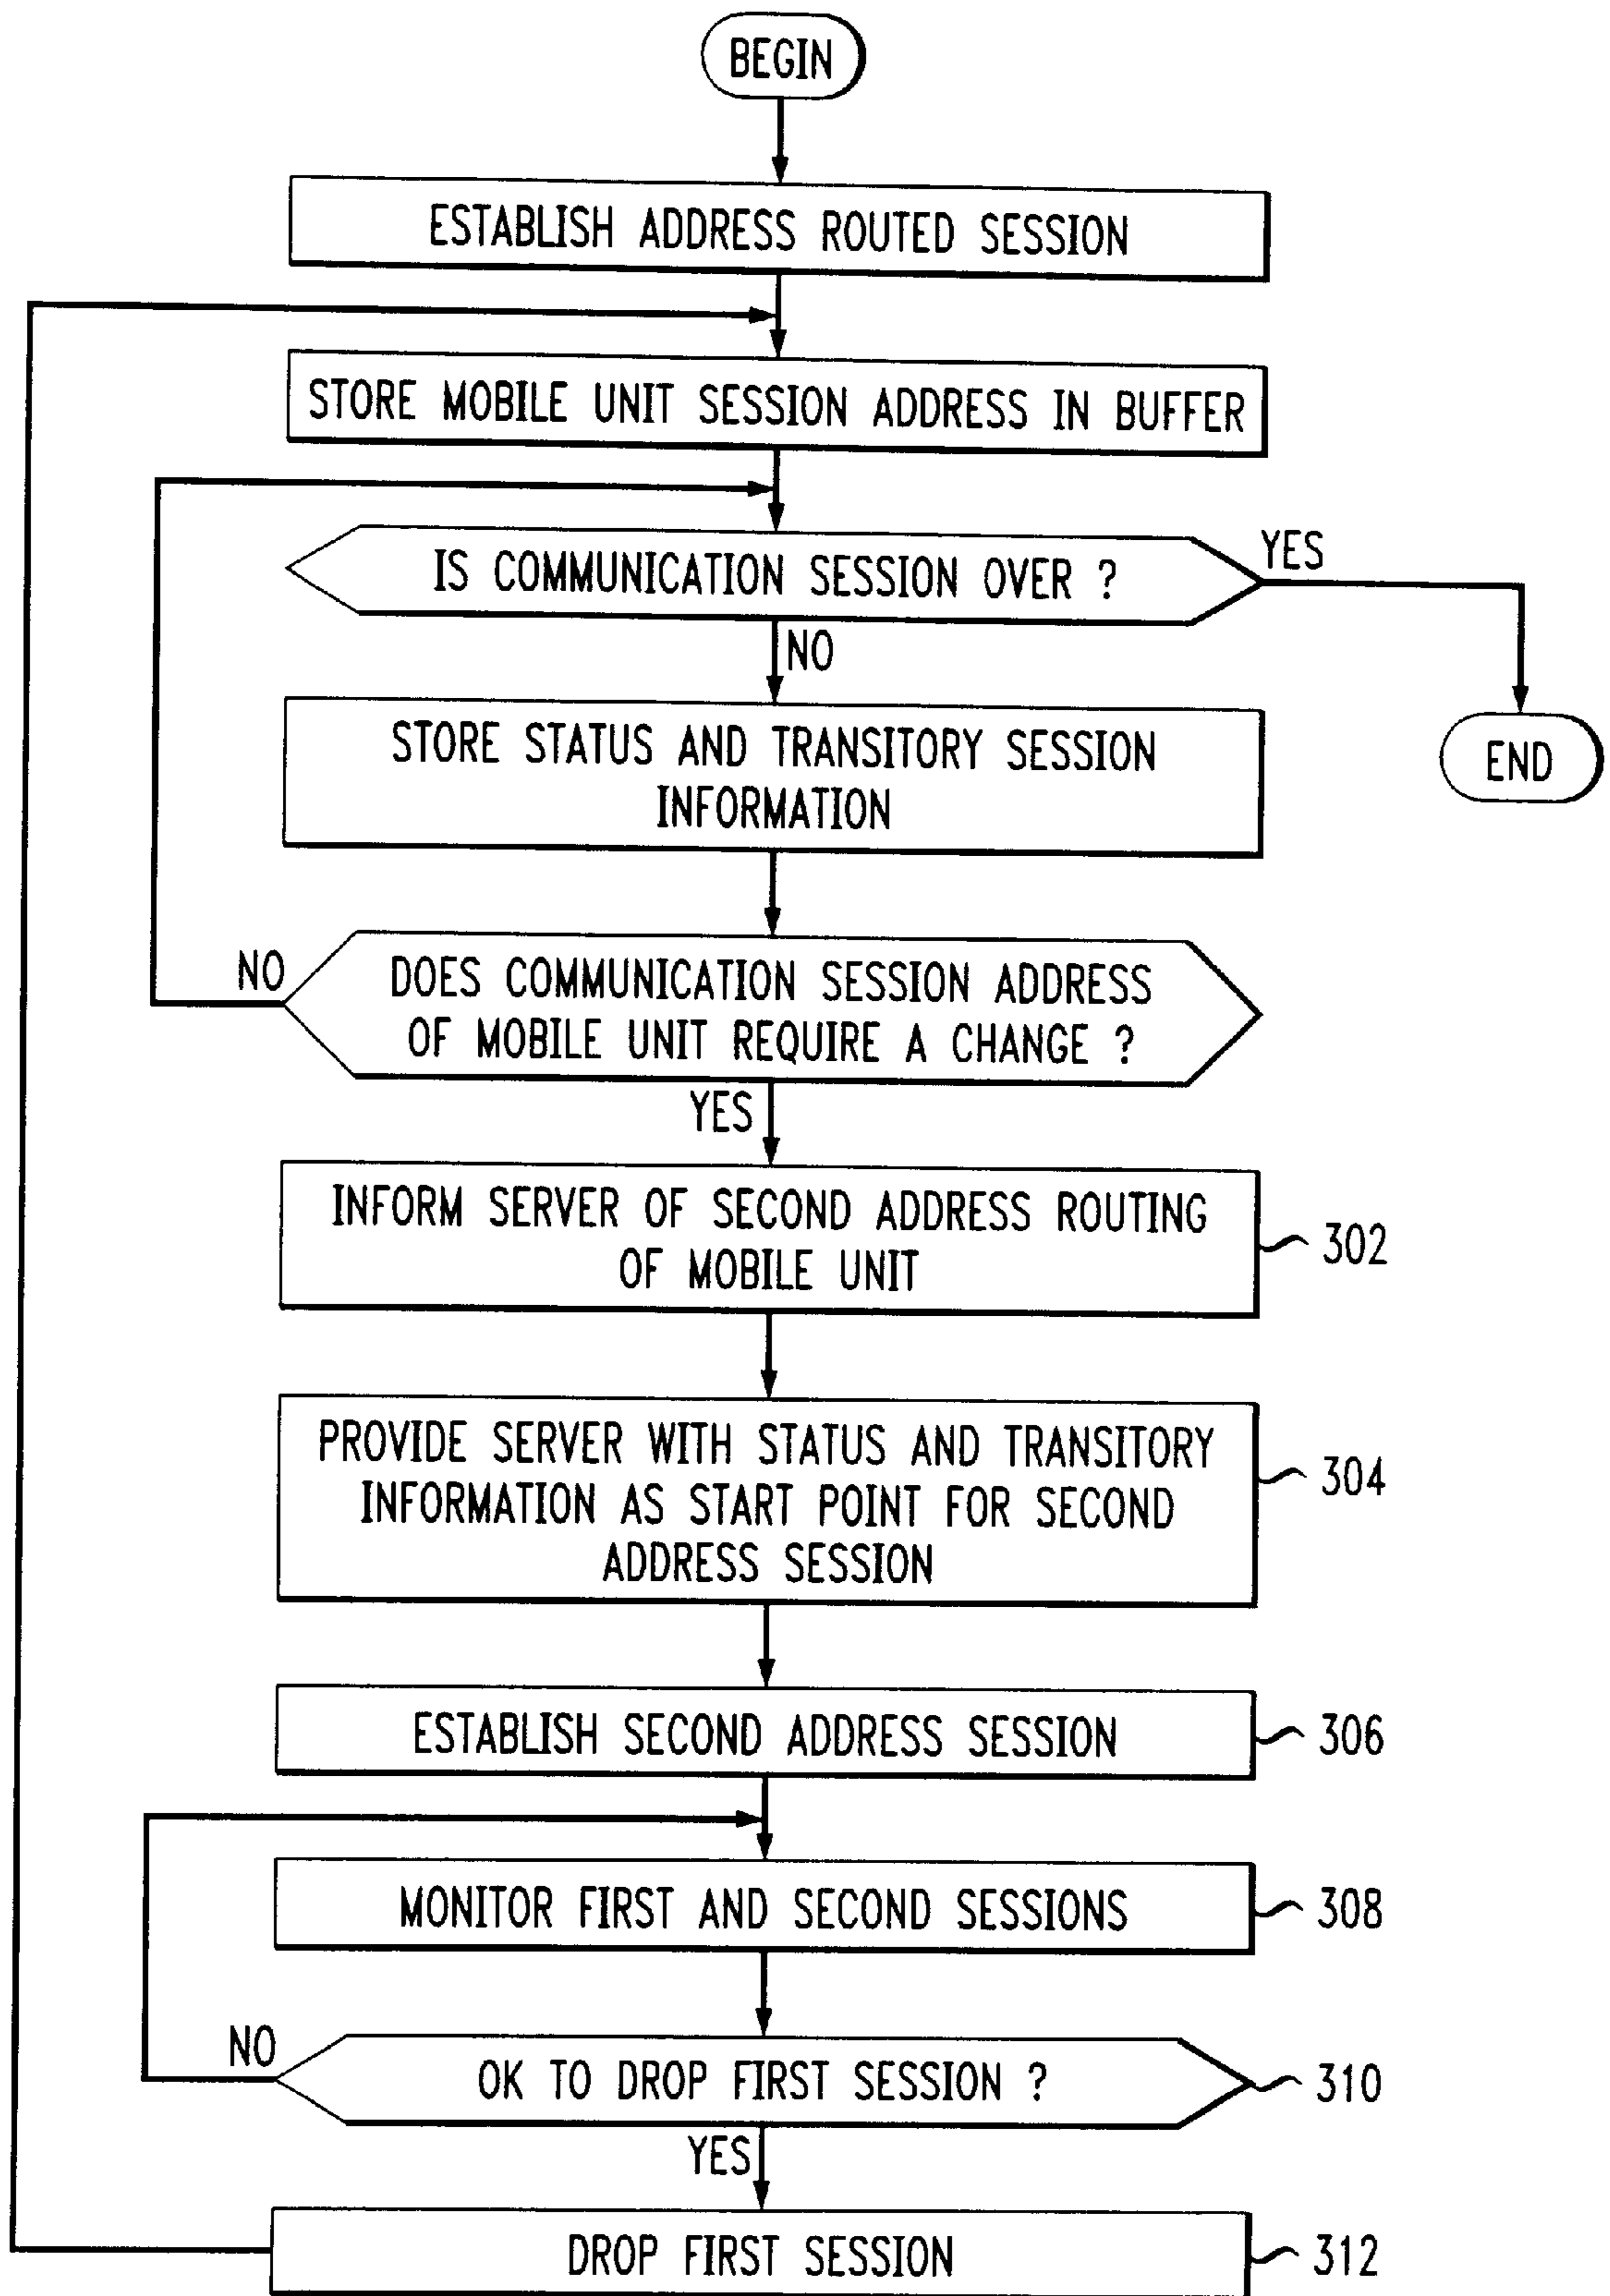 BEGIN
ESTABLISH ADDRESS ROUTED SESSION
STORE MOBILE UNIT SESSION ADDRESS IN BUFFER
IS COMMUNICATION SESSION OVER ?
YES
NO
STORE STATUS AND TRANSITORY SESSION
INFORMATION
END
NO
DOES COMMUNICATION SESSION ADDRESS
OF MOBILE UNIT REQUIRE A CHANGE ?
YES
INFORM SERVER OF SECOND ADDRESS ROUTING
OF MOBILE UNIT
302
PROVIDE SERVER WITH STATUS AND TRANSITORY
INFORMATION AS START POINT FOR SECOND
ADDRESS SESSION
304
ESTABLISH SECOND ADDRESS SESSION
306
MONITOR FIRST AND SECOND SESSIONS
308
NO
OK TO DROP FIRST SESSION ?
310
YES
DROP FIRST SESSION
312